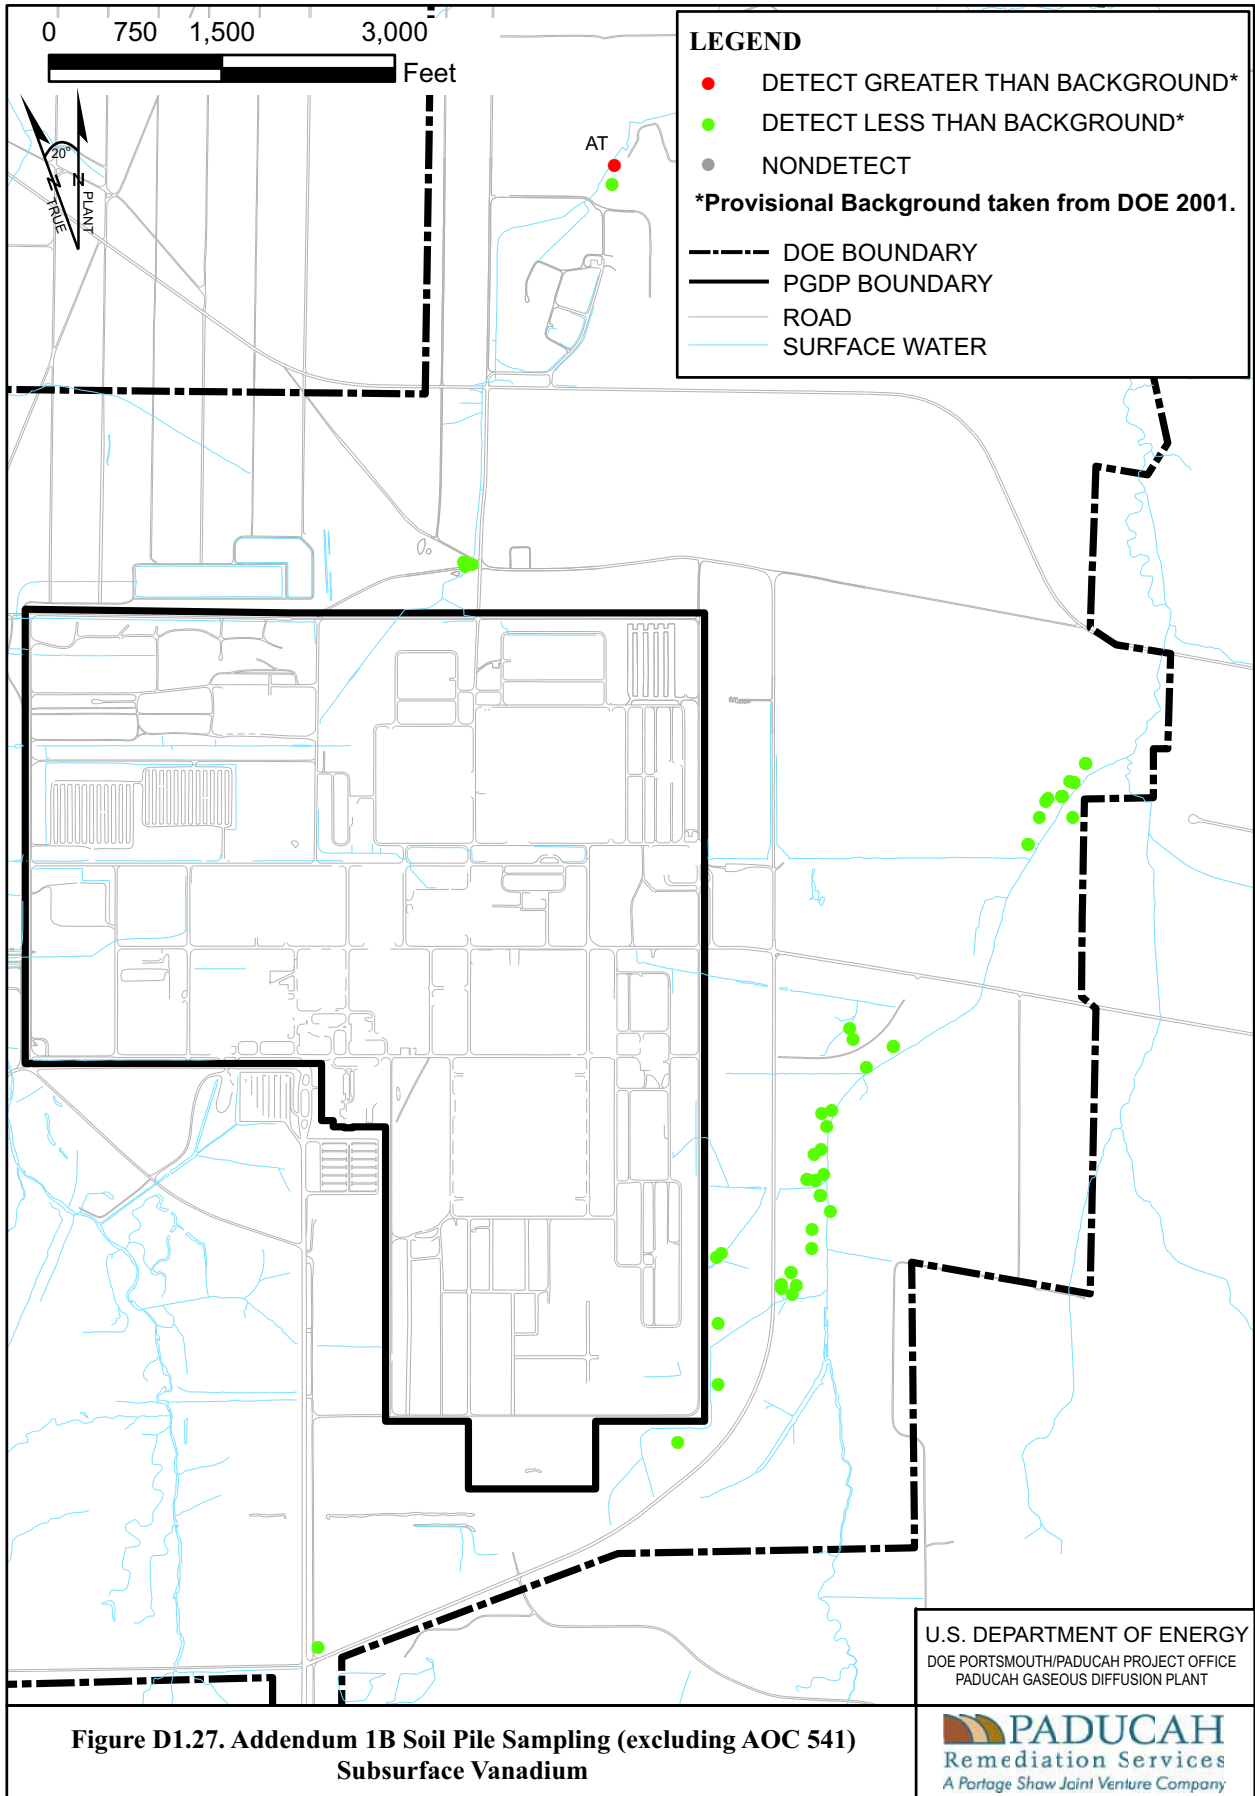 0 750 1,500 3,000
Feet
20°
N TRUE
N PLANT
AT
LEGEND
DETECT GREATER THAN BACKGROUND*
DETECT LESS THAN BACKGROUND*
NONDETECT
*Provisional Background taken from DOE 2001.
DOE BOUNDARY
PGDP BOUNDARY
ROAD
SURFACE WATER
U.S. DEPARTMENT OF ENERGY
DOE PORTSMOUTH/PADUCAH PROJECT OFFICE
PADUCAH GASEOUS DIFFUSION PLANT
Figure D1.27. Addendum 1B Soil Pile Sampling (excluding AOC 541)
Subsurface Vanadium
PADUCAH
Remediation Services
A Portage Shaw Joint Venture Company